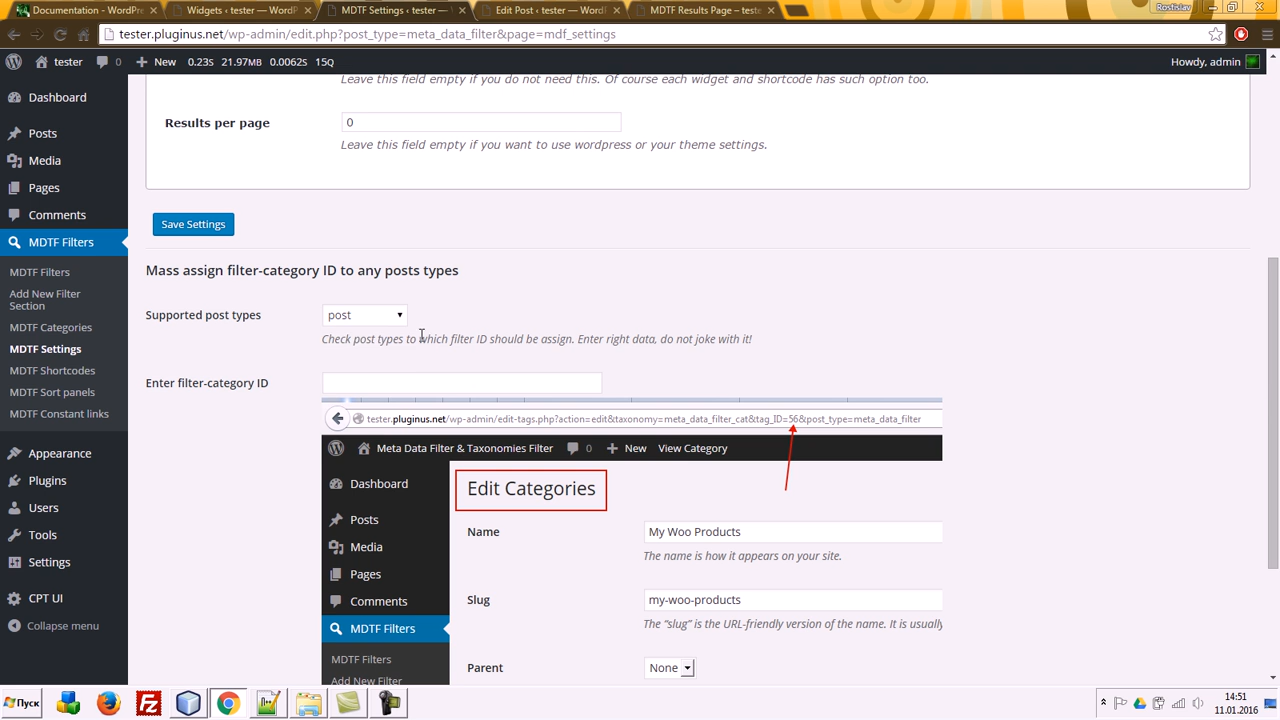 Documentation - WordPre
Widgets ‹ tester — WordP
MDTF Settings ‹ tester —
Edit Post ‹ tester — Word
MDTF Results Page – tes
Rostislav
tester.pluginus.net/wp-admin/edit.php?post_type=meta_data_filter&page=mdf_settings
tester 0 New 0.23s 21.97MB 0.0062s 15Q Howdy, admin
Dashboard
Posts
Media
Pages
Comments
MDTF Filters
MDTF Filters
Add New Filter
Section
MDTF Categories
MDTF Settings
MDTF Shortcodes
MDTF Sort panels
MDTF Constant links
Appearance
Plugins
Users
Tools
Settings
CPT UI
Collapse menu
Leave this field empty if you do not need this. Of course each widget and shortcode has such option too.
Results per page 0
Leave this field empty if you want to use wordpress or your theme settings.
Save Settings
Mass assign filter-category ID to any posts types
Supported post types post
Check post types to which filter ID should be assign. Enter right data, do not joke with it!
Enter filter-category ID
tester.pluginus.net/wp-admin/edit-tags.php?action=edit&taxonomy=meta_data_filter_cat&tag_ID=56&post_type=meta_data_filter
Meta Data Filter & Taxonomies Filter 0 New View Category
Dashboard
Posts
Media
Pages
Comments
MDTF Filters
MDTF Filters
Add New Filter
Edit Categories
Name My Woo Products
The name is how it appears on your site.
Slug my-woo-products
The “slug” is the URL-friendly version of the name. It is usually
Parent None
Пуск
14:51
11.01.2016